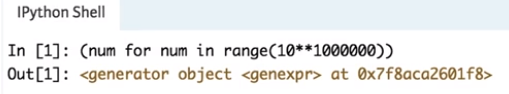 IPython Shell
In [1]: (num for num in range(10**1000000))
Out[1]: <generator object <genexpr> at 0x7f8aca2601f8>